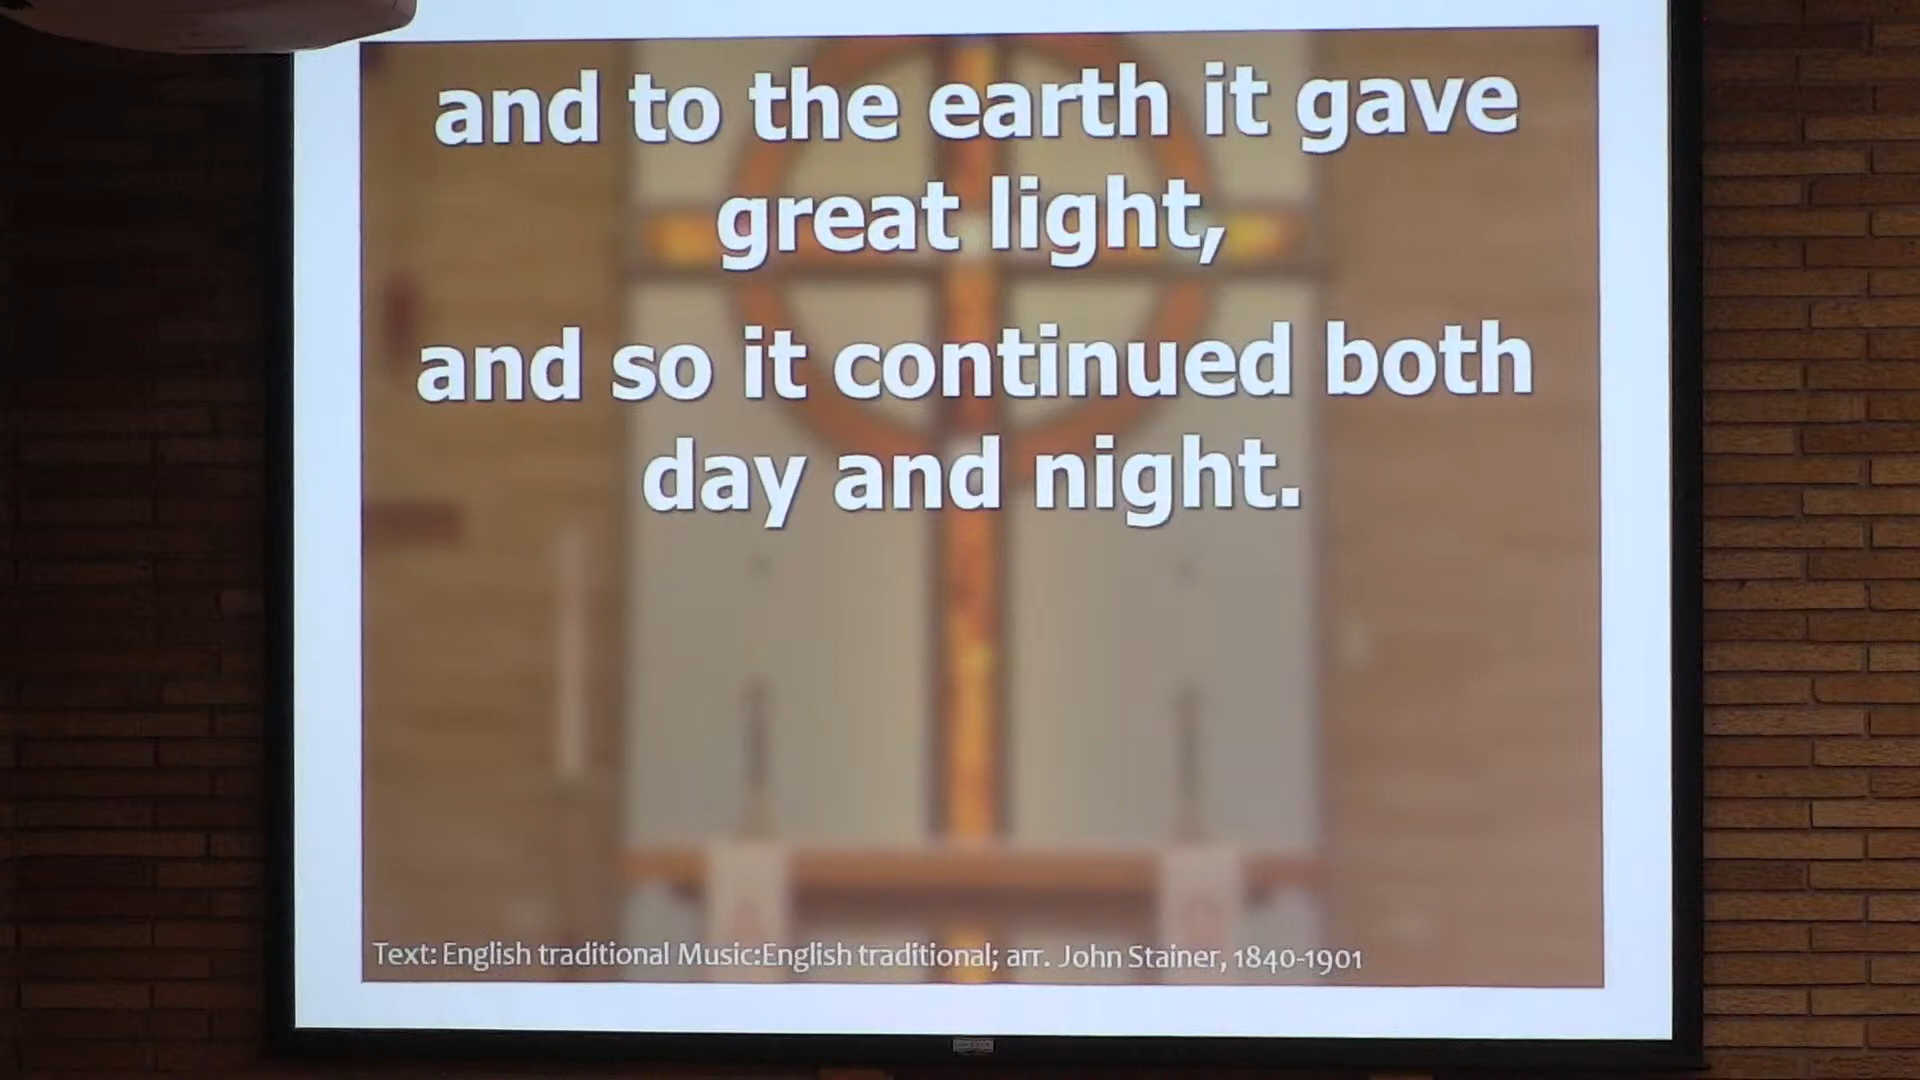 and to the earth it gave
great light,
and so it continued both
day and night.
Text: English traditional Music:English traditional; arr. John Stainer, 1840-1901